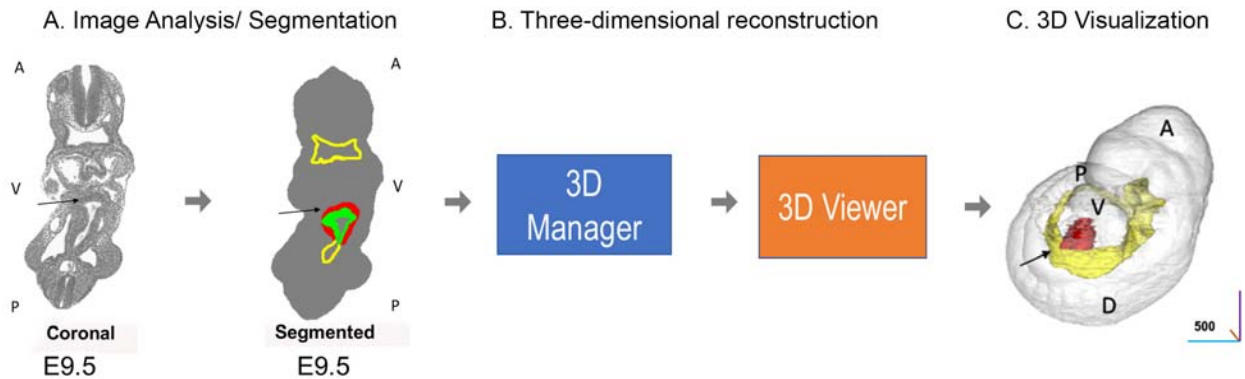 A. Image Analysis/ Segmentation
B. Three-dimensional reconstruction
C. 3D Visualization
A
V
P
Coronal
E9.5
A
V
P
Segmented
E9.5
3D
Manager
3D Viewer
A
P
V
D
500